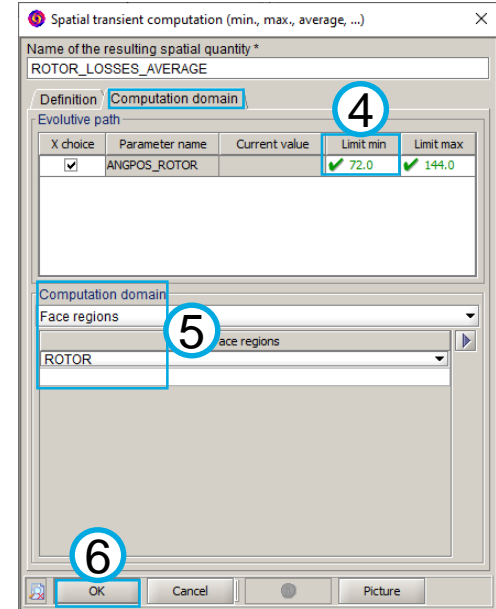 Spatial transient computation (min., max., average, ...)
Name of the resulting spatial quantity *
ROTOR_LOSSES_AVERAGE
Definition Computation domain
Evolutive path
4
X choice Parameter name Current value Limit min Limit max
ANGPOS_ROTOR 72.0 144.0
Computation domain
Face regions
5
ace regions
ROTOR
6
OK Cancel Picture